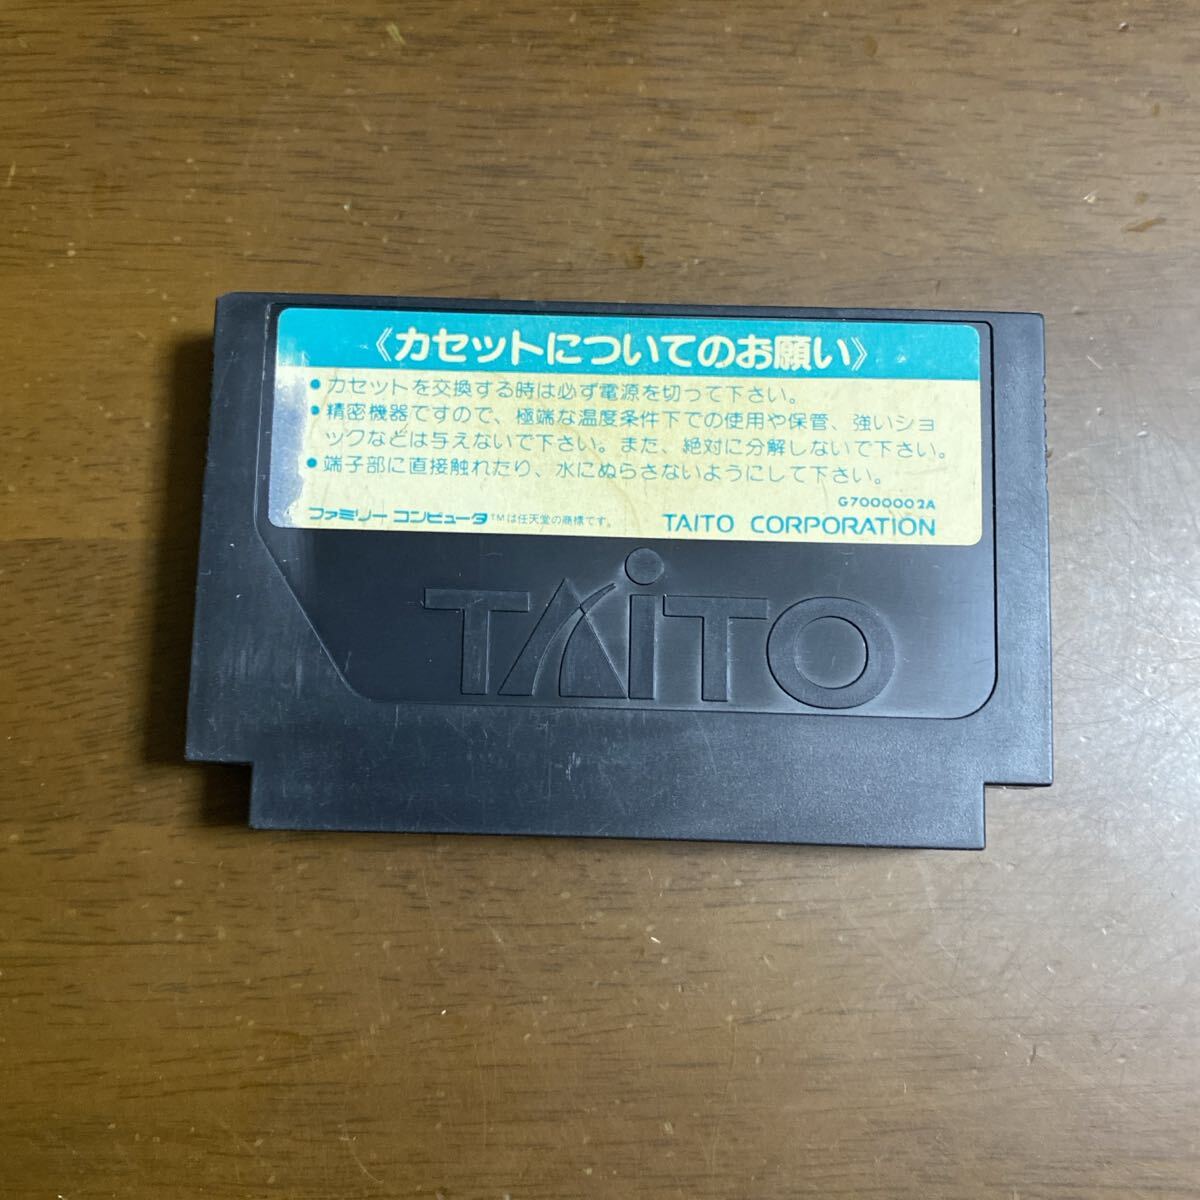 《カセットについてのお願い》
●カセットを交換する時は必ず電源を切って下さい。
●精密機器ですので、極端な温度条件下での使用や保管、強いショ
ックなどは与えないで下さい。また、絶対に分解しないで下さい。
●端子部に直接触れたり、水にぬらさないようにして下さい。
G7000002A
ファミリーコンピュータ™は任天堂の商標です。 TAITO CORPORATION
TAiTO